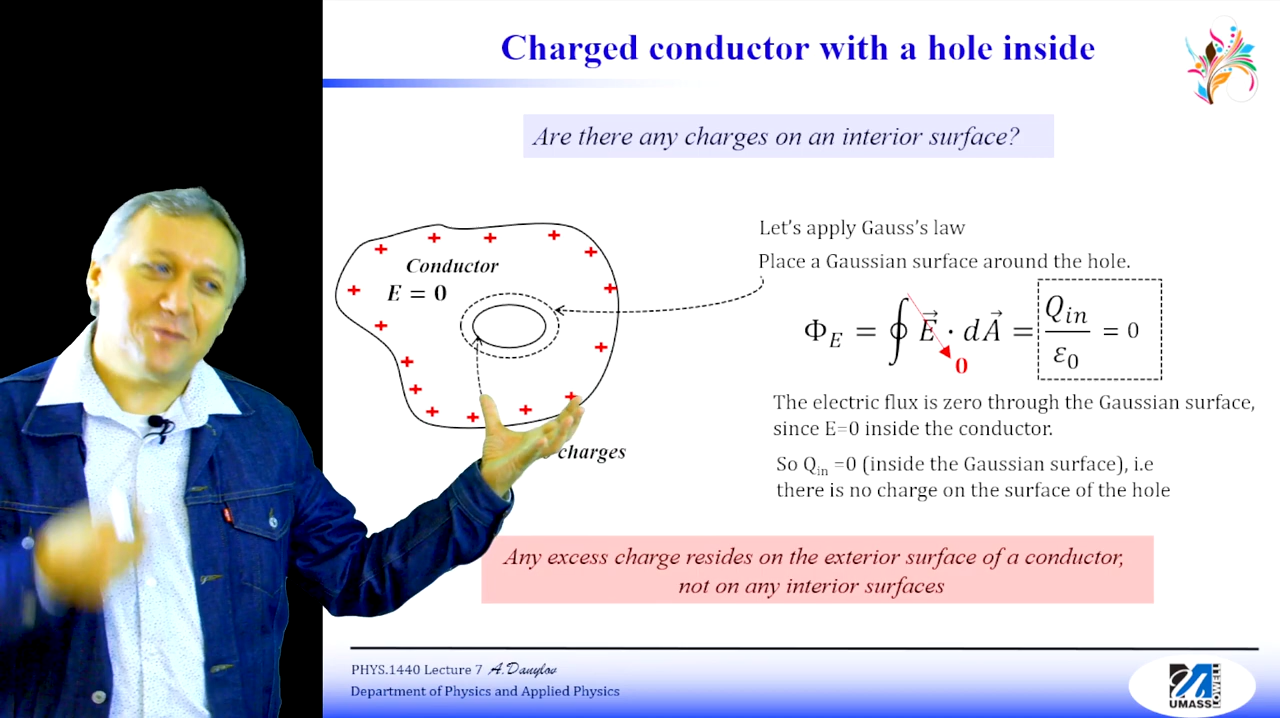 Charged conductor with a hole inside
Are there any charges on an interior surface?
Let's apply Gauss's law
Place a Gaussian surface around the hole.
Conductor
E = 0
Φ_E = ∮ E⃗ · dA⃗ = Q_in / ε₀ = 0
0
The electric flux is zero through the Gaussian surface,
since E=0 inside the conductor.
charges
So Q_in =0 (inside the Gaussian surface), i.e
there is no charge on the surface of the hole
Any excess charge resides on the exterior surface of a conductor,
not on any interior surfaces
PHYS.1440 Lecture 7 A.Danylov
Department of Physics and Applied Physics
UMASS
LOWELL